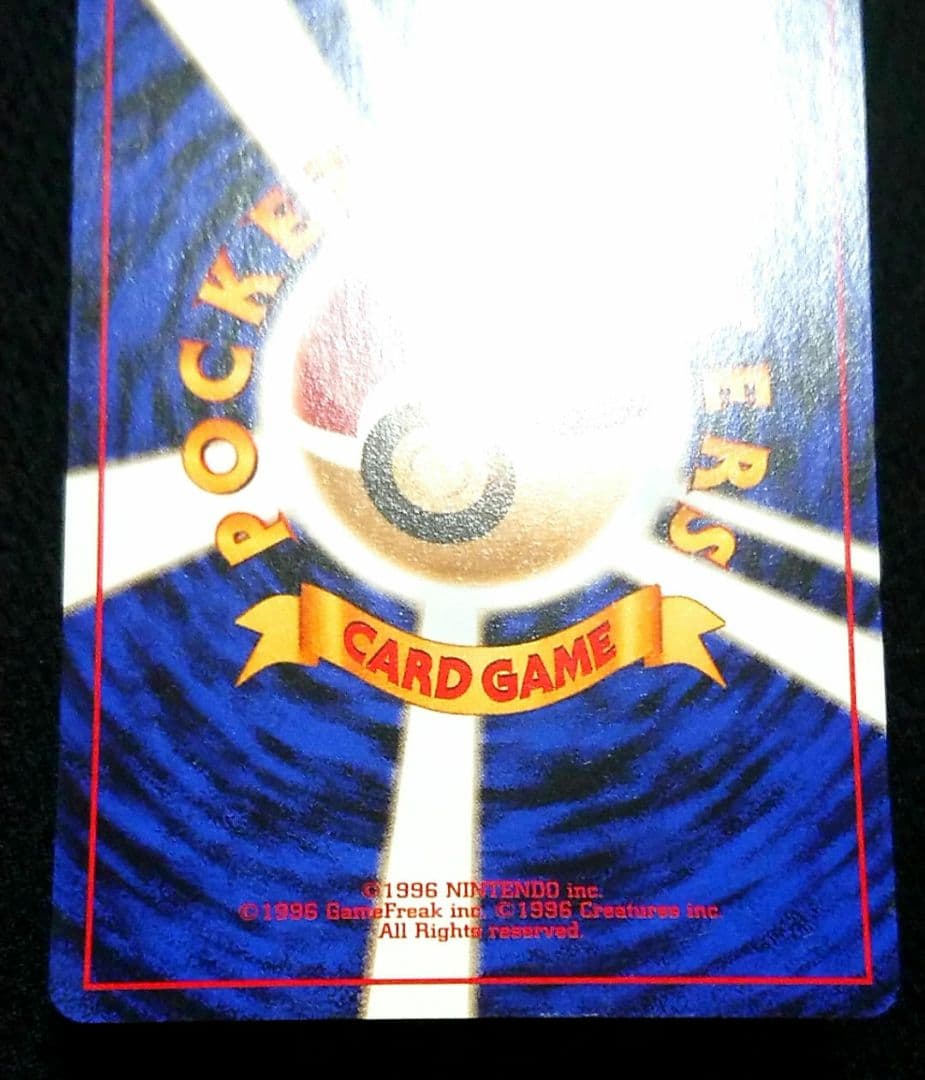 POCKE
ERS
CARD GAME
©1996 NINTENDO inc.
©1996 GameFreak inc. ©1996 Creatures inc.
All Rights reserved.